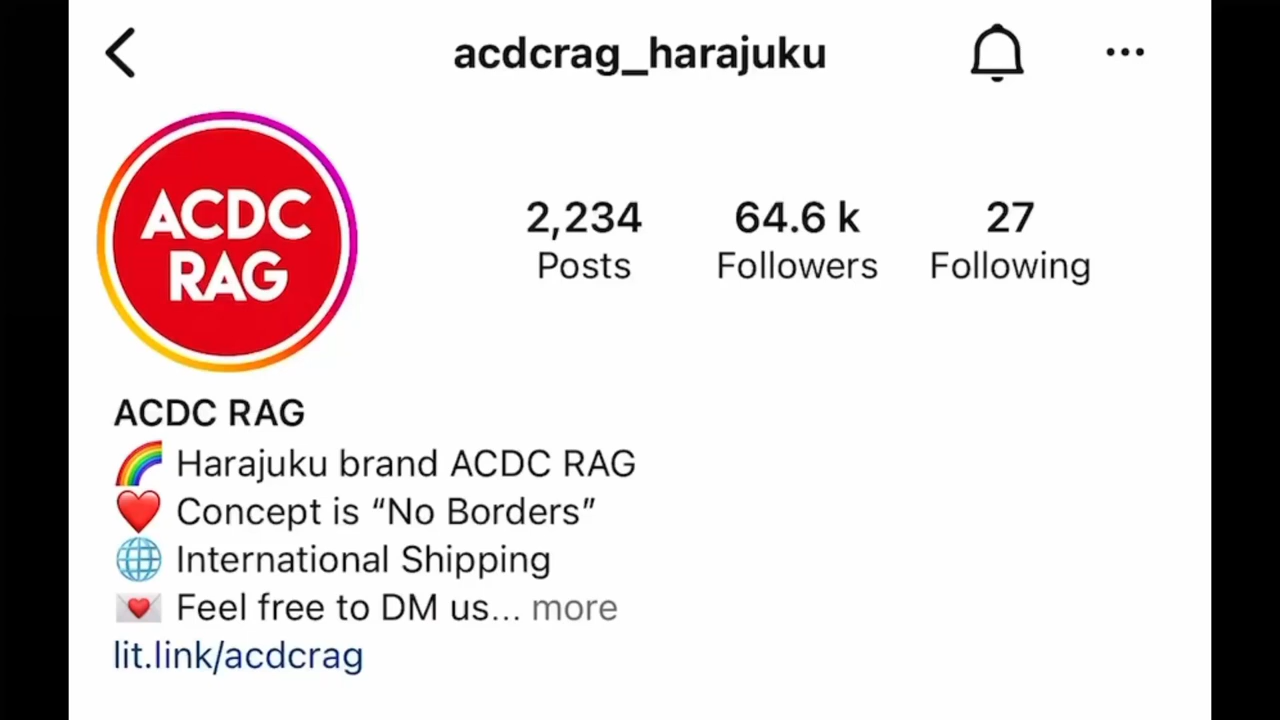 acdcrag_harajuku
ACDC
RAG
2,234
Posts
64.6 k
Followers
27
Following
ACDC RAG
🌈 Harajuku brand ACDC RAG
❤️ Concept is “No Borders”
🌐 International Shipping
💌 Feel free to DM us... more
lit.link/acdcrag